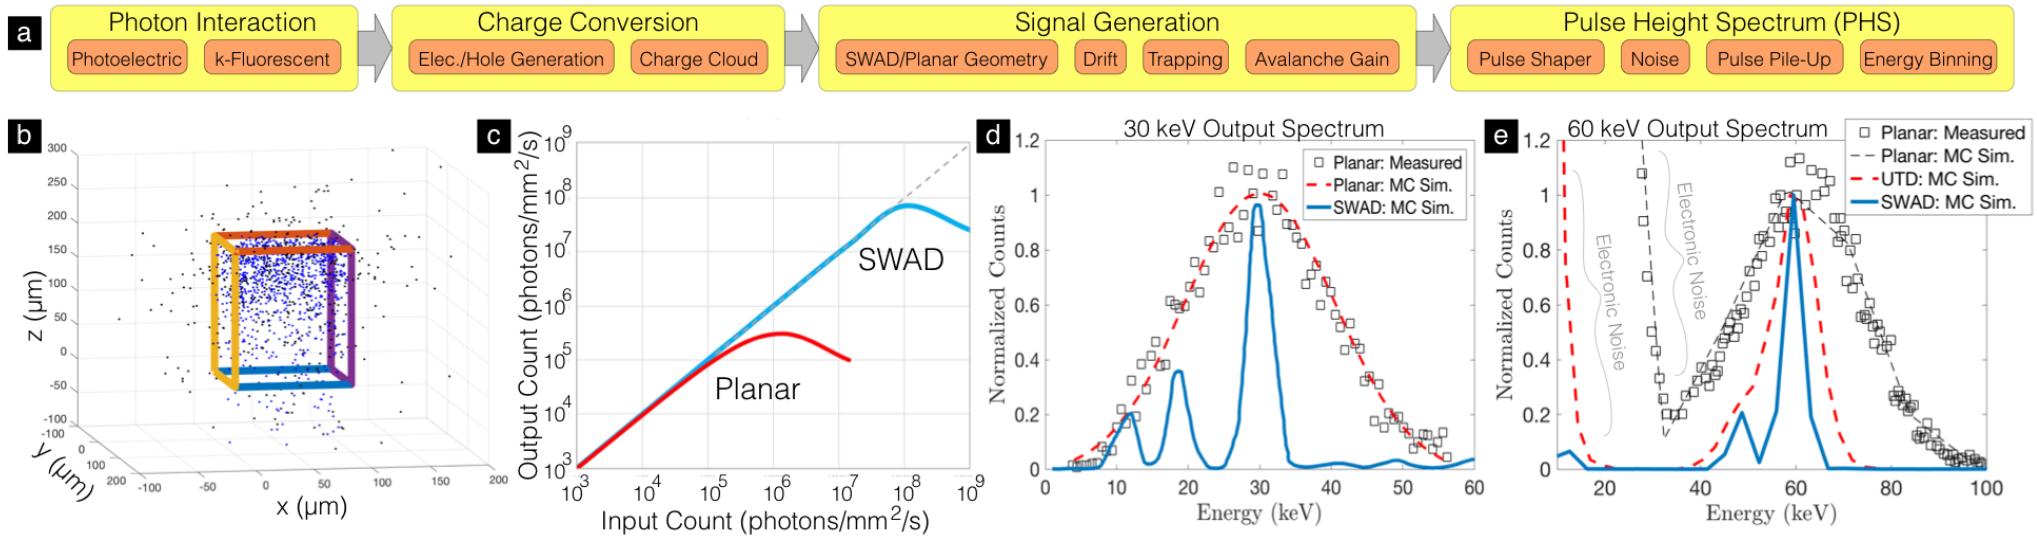 a
Photon Interaction
Photoelectric
k-Fluorescent
Charge Conversion
Elec./Hole Generation
Charge Cloud
Signal Generation
SWAD/Planar Geometry
Drift
Trapping
Avalanche Gain
Pulse Height Spectrum (PHS)
Pulse Shaper
Noise
Pulse Pile-Up
Energy Binning
b
300
250
200
150
100
50
0
-50
-100
z (µm)
-100
0
100
200
y (µm)
-100
-50
0
50
100
150
200
x (µm)
c
10^9
10^8
10^7
10^6
10^5
10^4
10^3
Output Count (photons/mm²/s)
SWAD
Planar
10^3
10^4
10^5
10^6
10^7
10^8
10^9
Input Count (photons/mm²/s)
d
30 keV Output Spectrum
Planar: Measured
Planar: MC Sim.
SWAD: MC Sim.
1.2
1
0.8
0.6
0.4
0.2
0
Normalized Counts
0
10
20
30
40
50
60
Energy (keV)
e
60 keV Output Spectrum
Planar: Measured
Planar: MC Sim.
UTD: MC Sim.
SWAD: MC Sim.
1.2
1
0.8
0.6
0.4
0.2
0
Normalized Counts
Electronic Noise
Electronic Noise
20
40
60
80
100
Energy (keV)